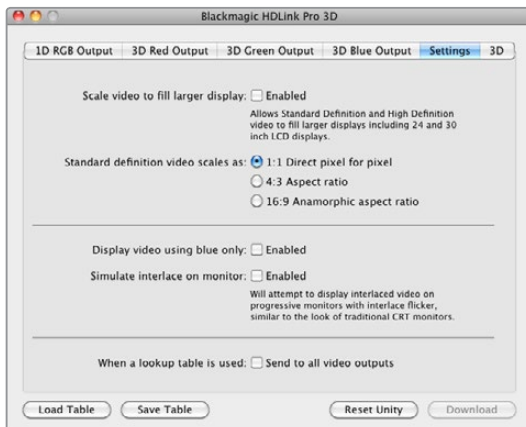 Blackmagic HDLink Pro 3D
1D RGB Output 3D Red Output 3D Green Output 3D Blue Output Settings 3D
Scale video to fill larger display: Enabled
Allows Standard Definition and High Definition
video to fill larger displays including 24 and 30
inch LCD displays.
Standard definition video scales as: 1:1 Direct pixel for pixel
4:3 Aspect ratio
16:9 Anamorphic aspect ratio
Display video using blue only: Enabled
Simulate interlace on monitor: Enabled
Will attempt to display interlaced video on
progressive monitors with interlace flicker,
similar to the look of traditional CRT monitors.
When a lookup table is used: Send to all video outputs
Load Table Save Table Reset Unity Download